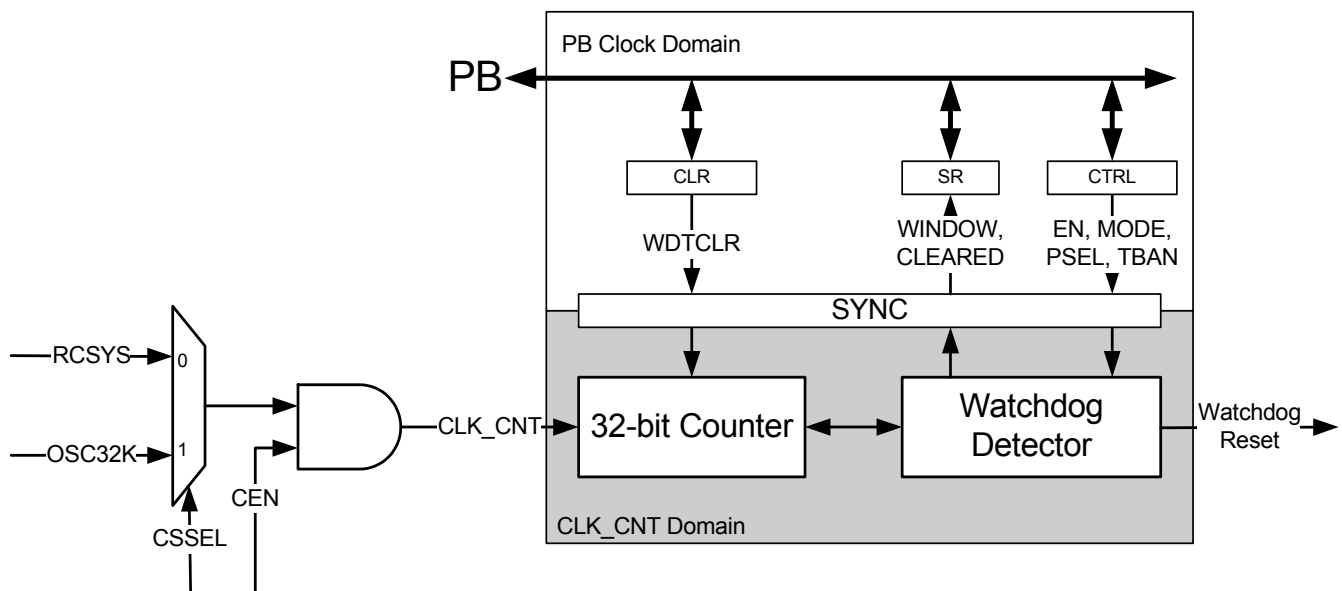 PB Clock Domain
PB
CLR
SR
CTRL
WDTCLR
WINDOW,
CLEARED
EN, MODE,
PSEL, TBAN
SYNC
RCSYS
0
OSC32K
1
CSSEL
CEN
CLK_CNT
32-bit Counter
Watchdog
Detector
Watchdog
Reset
CLK_CNT Domain